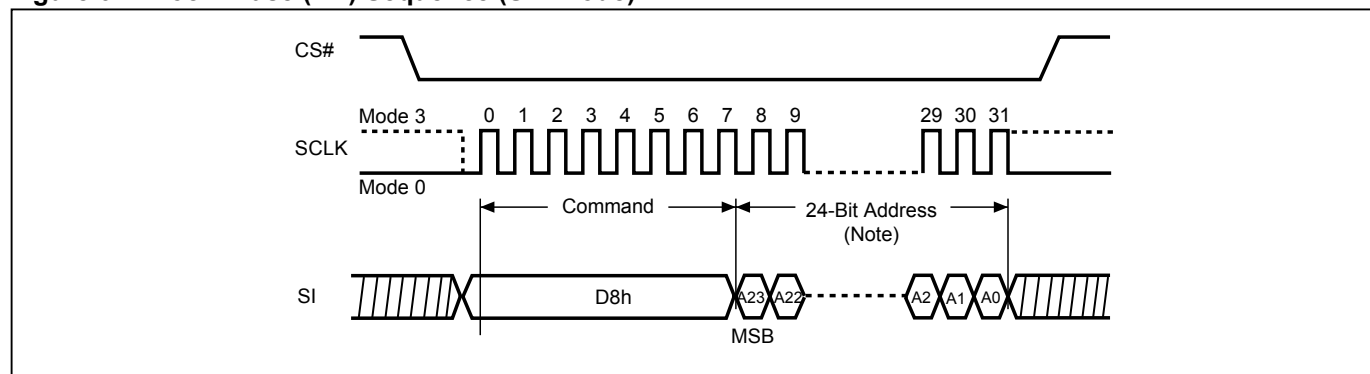 CS#
Mode 3
0 1 2 3 4 5 6 7 8 9 29 30 31
SCLK
Mode 0
Command
24-Bit Address
(Note)
SI
D8h
A23 A22 A2 A1 A0
MSB